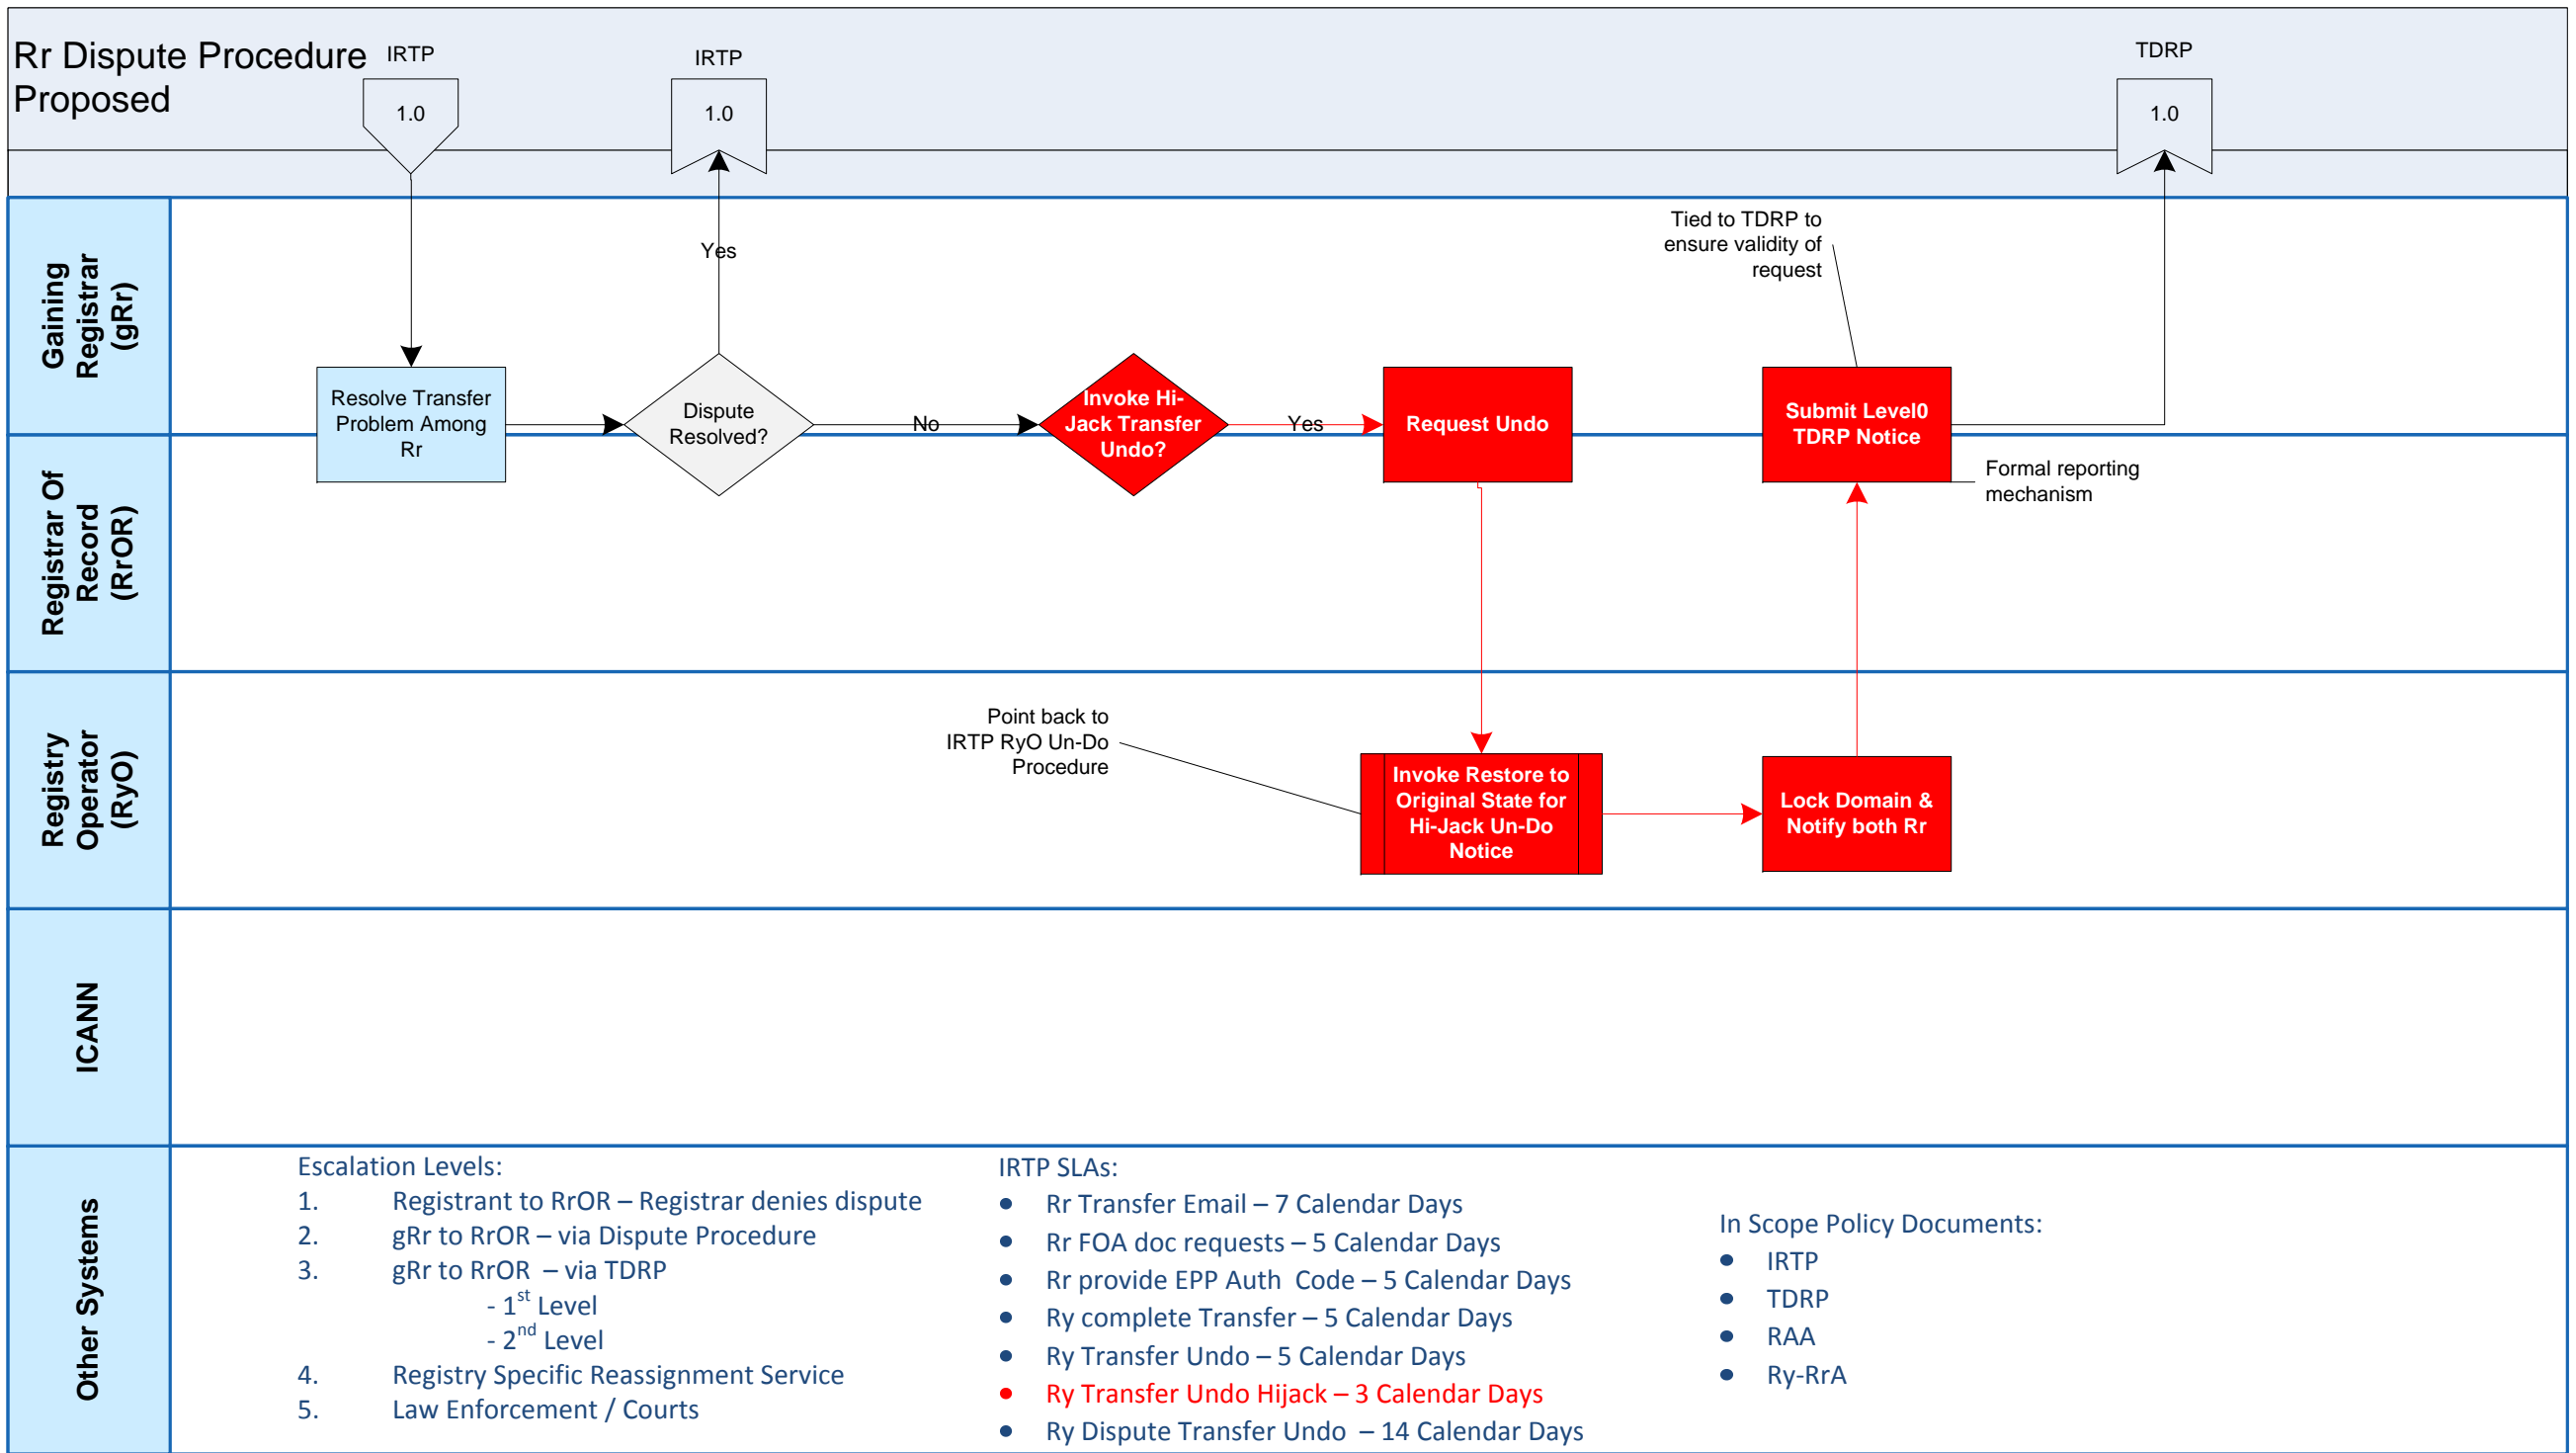 Rr Dispute Procedure
Proposed
IRTP
1.0
IRTP
1.0
TDRP
1.0
Gaining
Registrar
(gRr)
Yes
Tied to TDRP to
ensure validity of
request
Resolve Transfer
Problem Among
Rr
Dispute
Resolved?
No
Invoke Hi-
Jack Transfer
Undo?
Yes
Request Undo
Submit Level0
TDRP Notice
Formal reporting
mechanism
Registrar Of
Record
(RrOR)
Registry
Operator
(RyO)
Point back to
IRTP RyO Un-Do
Procedure
Invoke Restore to
Original State for
Hi-Jack Un-Do
Notice
Lock Domain &
Notify both Rr
ICANN
Other Systems
Escalation Levels:
1. Registrant to RrOR – Registrar denies dispute
2. gRr to RrOR – via Dispute Procedure
3. gRr to RrOR – via TDRP
- 1st Level
- 2nd Level
4. Registry Specific Reassignment Service
5. Law Enforcement / Courts
IRTP SLAs:
• Rr Transfer Email – 7 Calendar Days
• Rr FOA doc requests – 5 Calendar Days
• Rr provide EPP Auth Code – 5 Calendar Days
• Ry complete Transfer – 5 Calendar Days
• Ry Transfer Undo – 5 Calendar Days
• Ry Transfer Undo Hijack – 3 Calendar Days
• Ry Dispute Transfer Undo – 14 Calendar Days
In Scope Policy Documents:
• IRTP
• TDRP
• RAA
• Ry-RrA